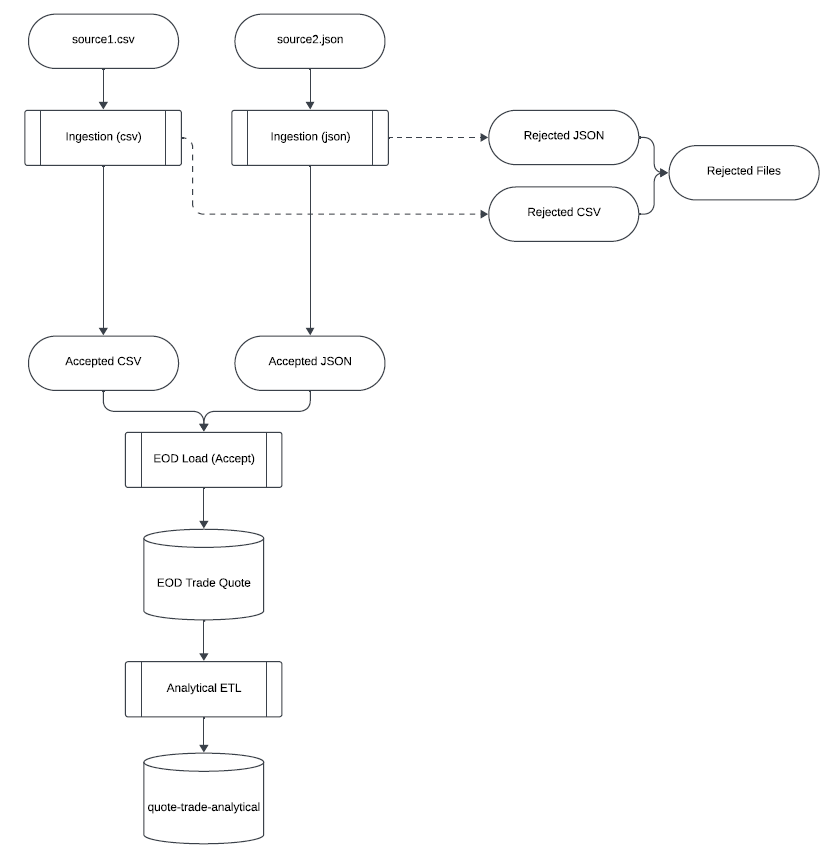 source1.csv
source2.json
Ingestion (csv)
Ingestion (json)
Rejected JSON
Rejected Files
Rejected CSV
Accepted CSV
Accepted JSON
EOD Load (Accept)
EOD Trade Quote
Analytical ETL
quote-trade-analytical